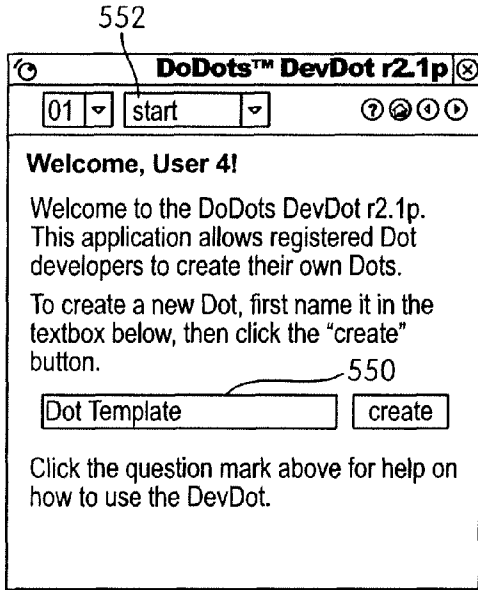 552
DoDots™ DevDot r2.1p
01 start ?
Welcome, User 4!
Welcome to the DoDots DevDot r2.1p.
This application allows registered Dot
developers to create their own Dots.
To create a new Dot, first name it in the
textbox below, then click the “create”
button.
550
Dot Template create
Click the question mark above for help on
how to use the DevDot.